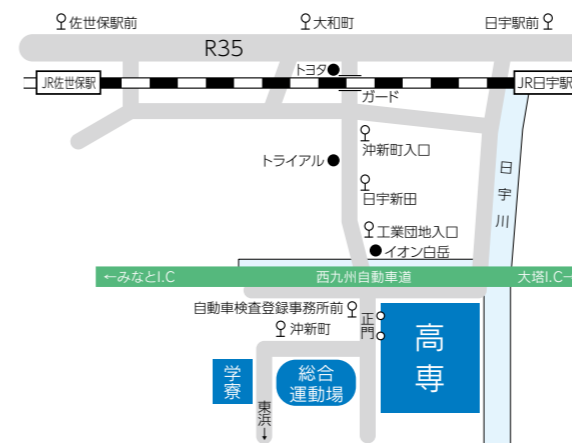 佐世保駅前
大和町
日宇駅前
R35
トヨタ
JR佐世保駅
JR日宇駅
ガード
沖新町入口
トライアル
日宇新田
日宇川
工業団地入口
イオン白岳
←みなとI.C
西九州自動車道
大塔I.C→
自動車検査登録事務所前
正門
沖新町
高専
学寮
総合
運動場
東浜↓